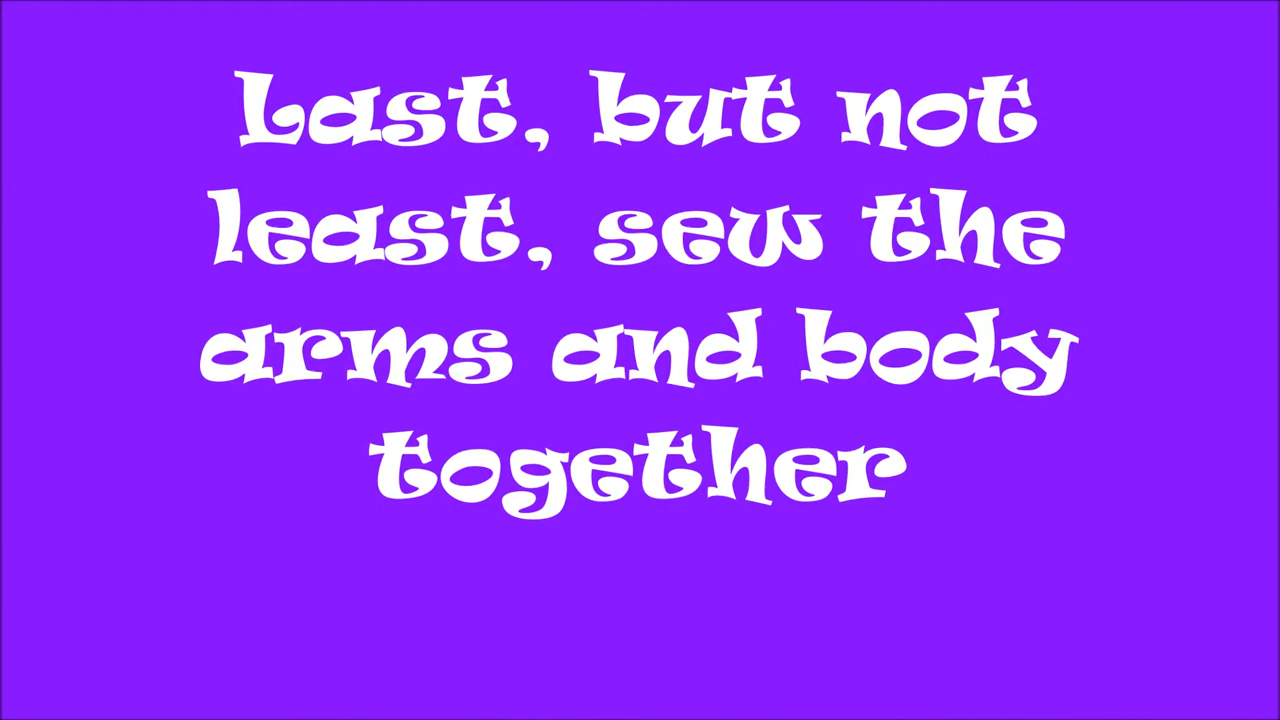 Last, but not
least, sew the
arms and body
together